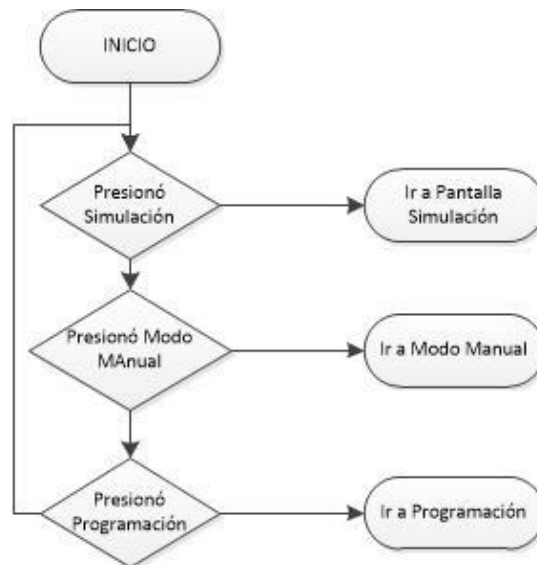 INICIO
Presionó
Simulación
Ir a Pantalla
Simulación
Presionó Modo
MAnual
Ir a Modo Manual
Presionó
Programación
Ir a Programación